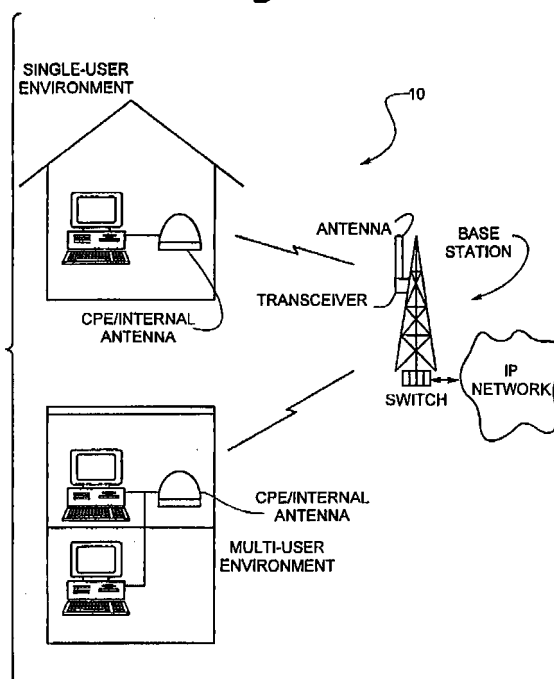 SINGLE-USER
ENVIRONMENT
10
ANTENNA
BASE
STATION
TRANSCEIVER
CPE/INTERNAL
ANTENNA
IP
NETWORK
SWITCH
CPE/INTERNAL
ANTENNA
MULTI-USER
ENVIRONMENT